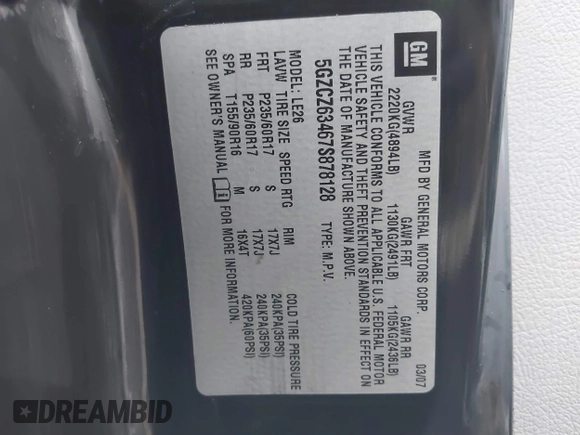 GM ®
MFD BY GENERAL MOTORS CORP. 03/07
GVWR GAWR FRT GAWR RR
2220KG(4894LB) 1130KG(2491LB) 1105KG(2436LB)
THIS VEHICLE CONFORMS TO ALL APPLICABLE U.S. FEDERAL MOTOR
VEHICLE SAFETY AND THEFT PREVENTION STANDARDS IN EFFECT ON
THE DATE OF MANUFACTURE SHOWN ABOVE.
5GZCZ63467S878128 TYPE: M.P.V.
MODEL: LE26
LAVW TIRE SIZE SPEED RTG RIM COLD TIRE PRESSURE
FRT P235/60R17 S 17X7J 240KPA(35PSI)
RR P235/60R17 S 17X7J 240KPA(35PSI)
SPA T155/90R16 M 16X4T 420KPA(60PSI)
SEE OWNER'S MANUAL i FOR MORE INFORMATION.
DREAMBID